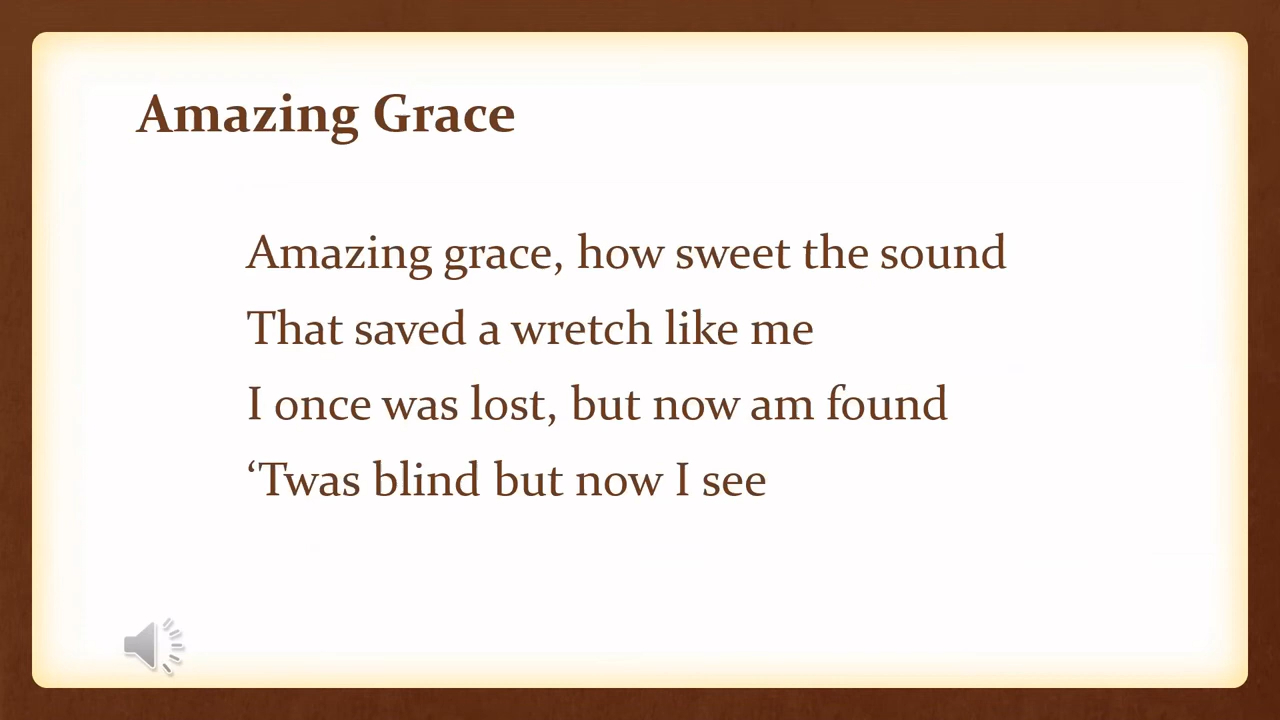 Amazing Grace
Amazing grace, how sweet the sound
That saved a wretch like me
I once was lost, but now am found
‘Twas blind but now I see